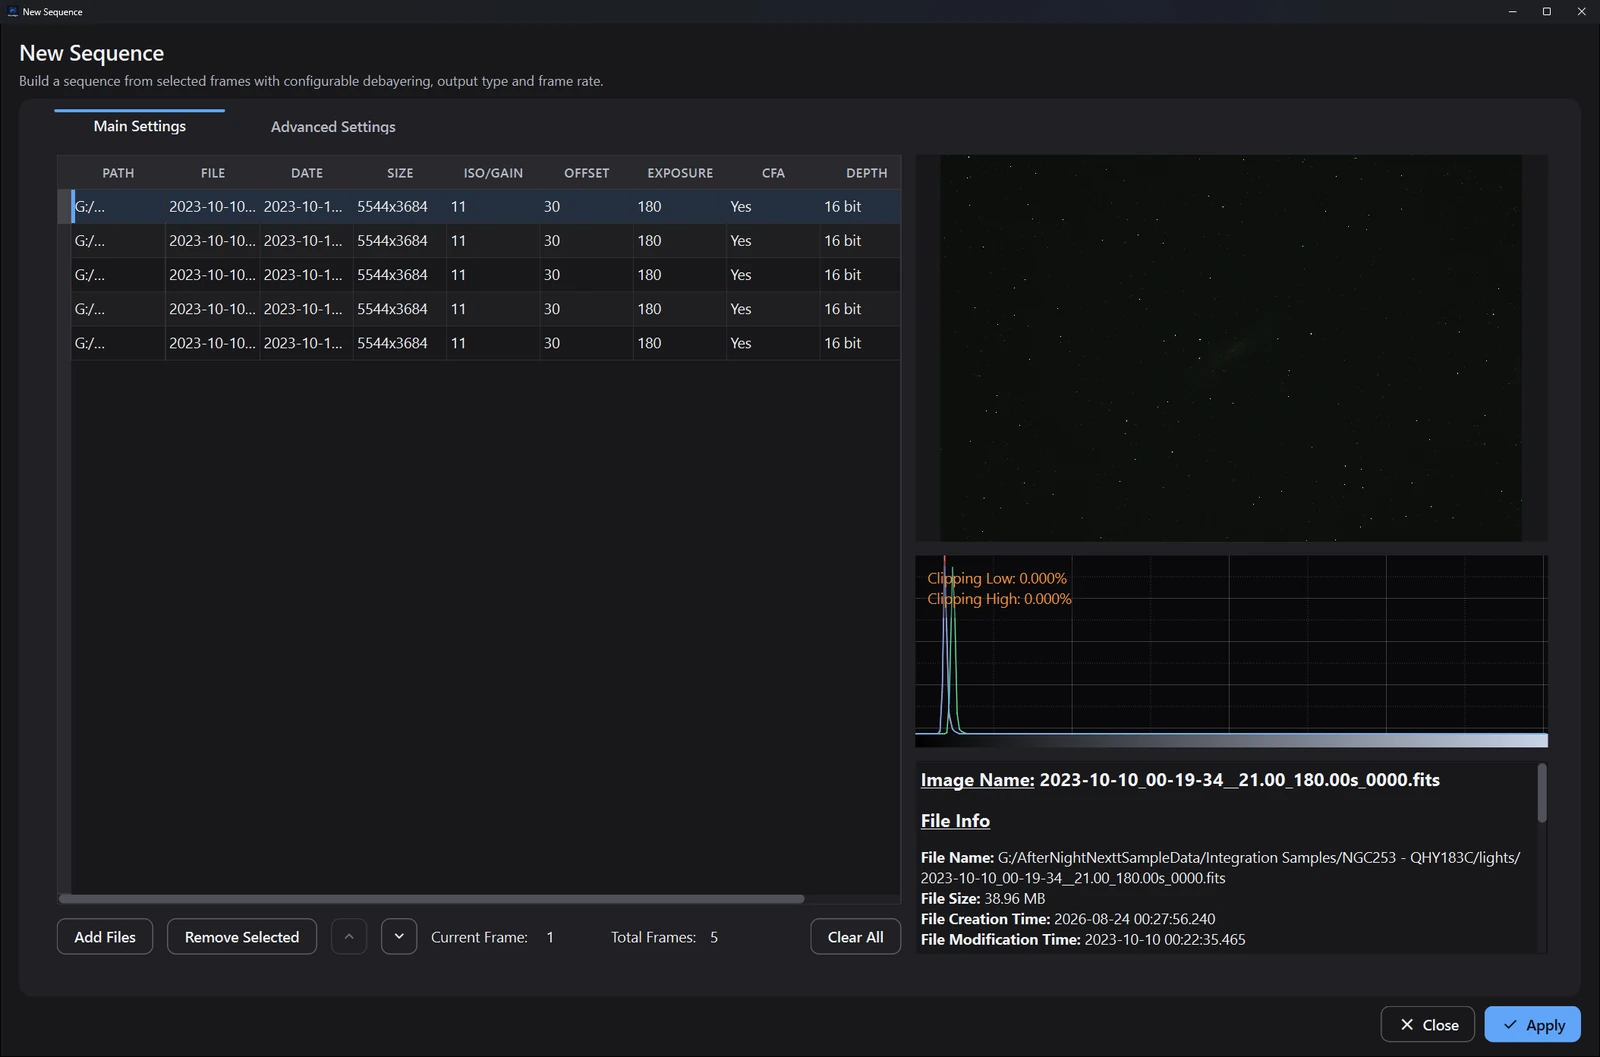 New Sequence
New Sequence
Build a sequence from selected frames with configurable debayering, output type and frame rate.
Main Settings
Advanced Settings
PATH FILE DATE SIZE ISO/GAIN OFFSET EXPOSURE CFA DEPTH
G:/... 2023-10-10... 2023-10-1... 5544x3684 11 30 180 Yes 16 bit
G:/... 2023-10-10... 2023-10-1... 5544x3684 11 30 180 Yes 16 bit
G:/... 2023-10-10... 2023-10-1... 5544x3684 11 30 180 Yes 16 bit
G:/... 2023-10-10... 2023-10-1... 5544x3684 11 30 180 Yes 16 bit
G:/... 2023-10-10... 2023-10-1... 5544x3684 11 30 180 Yes 16 bit
Add Files
Remove Selected
Current Frame: 1
Total Frames: 5
Clear All
Clipping Low: 0.000%
Clipping High: 0.000%
Image Name: 2023-10-10_00-19-34__21.00_180.00s_0000.fits
File Info
File Name: G:/AfterNightNexttSampleData/Integration Samples/NGC253 - QHY183C/lights/
2023-10-10_00-19-34__21.00_180.00s_0000.fits
File Size: 38.96 MB
File Creation Time: 2026-08-24 00:27:56.240
File Modification Time: 2023-10-10 00:22:35.465
Close
Apply